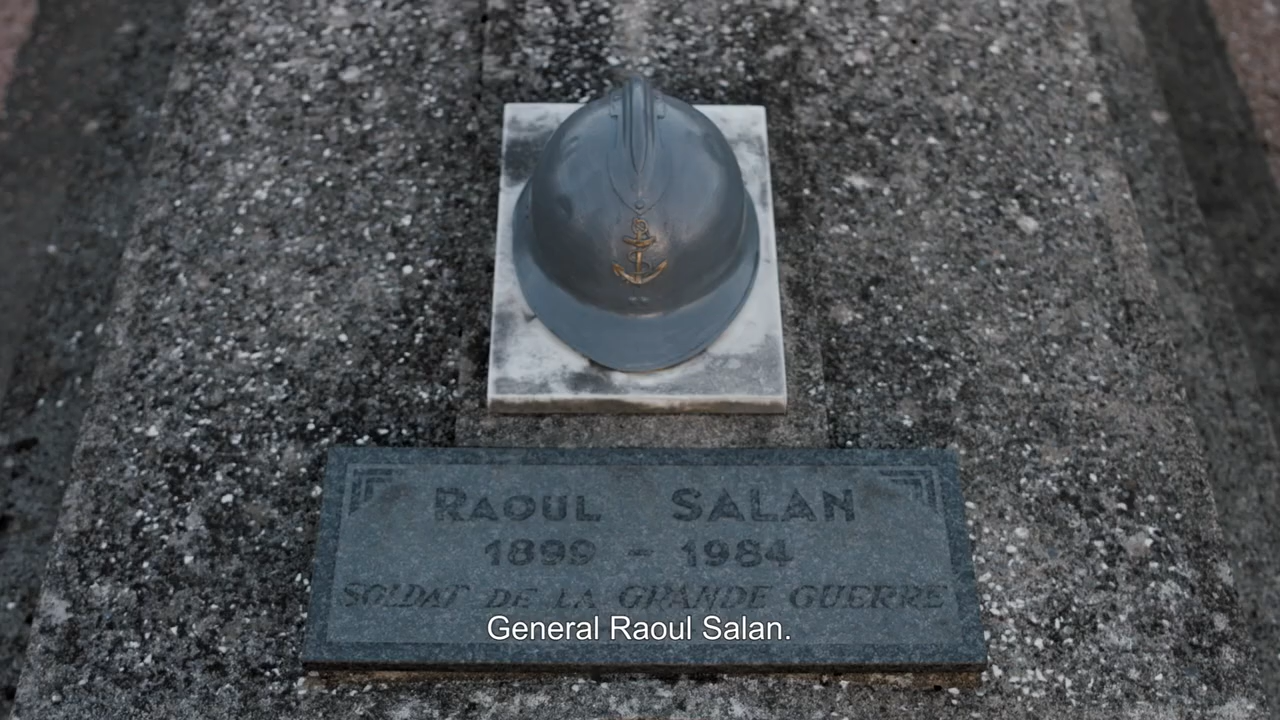 RAOUL SALAN
1899 - 1984
SOLDAT DE LA GRANDE GUERRE
General Raoul Salan.